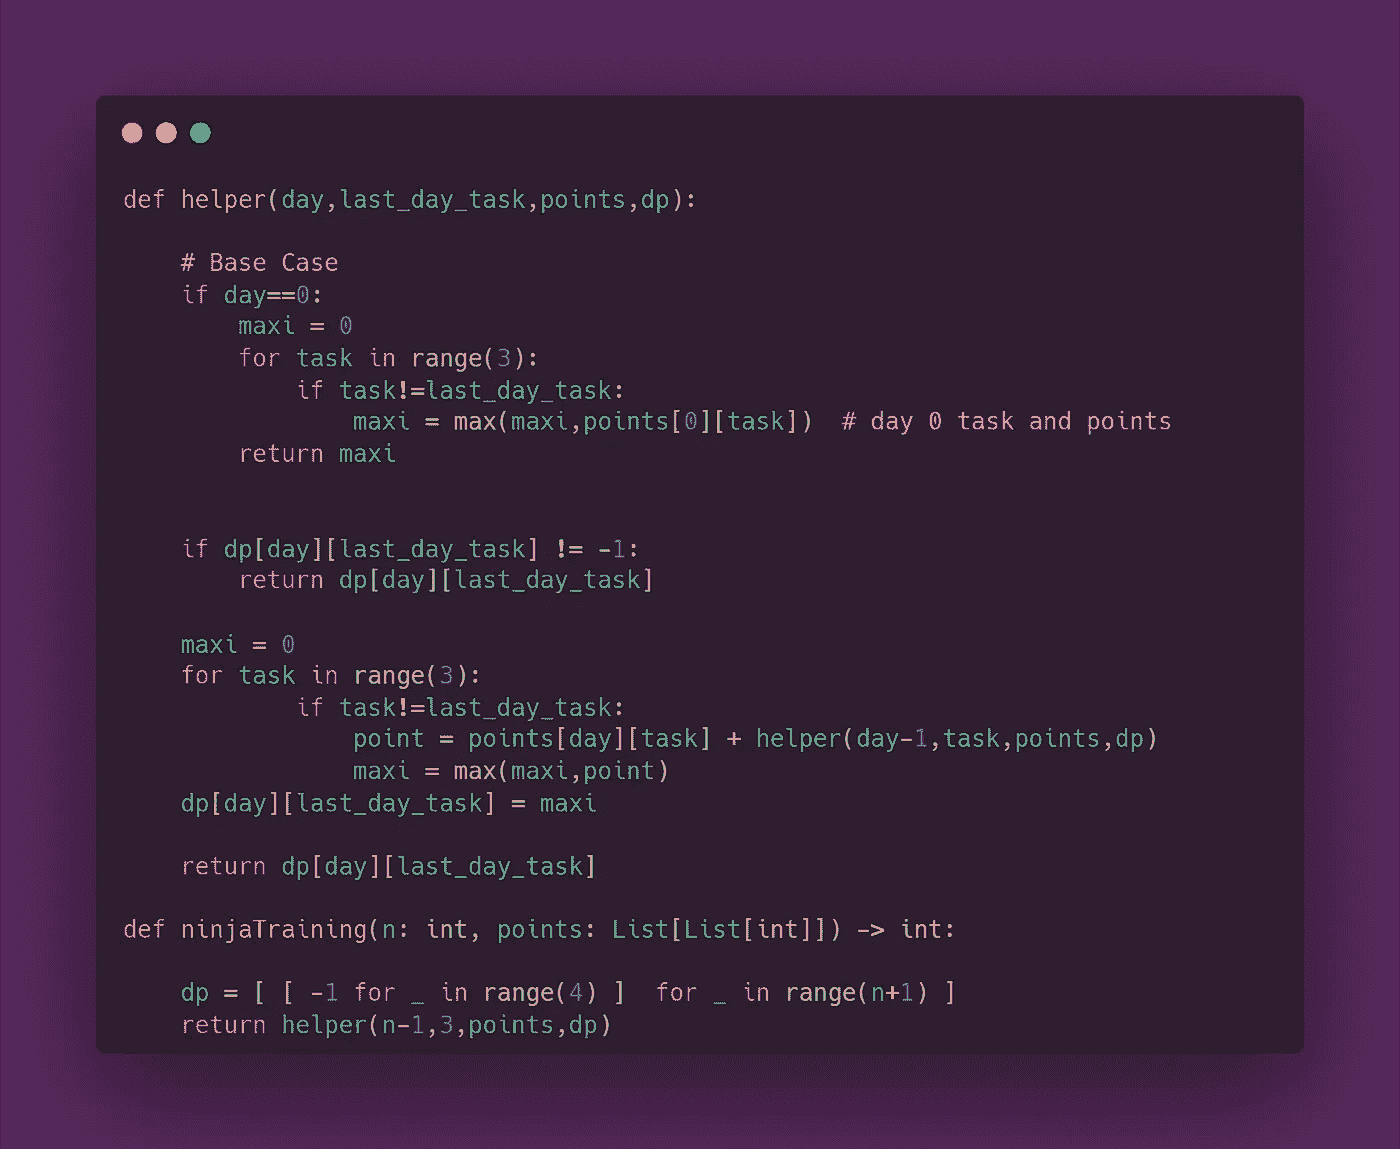 def helper(day,last_day_task,points,dp):
    # Base Case
    if day==0:
        maxi = 0
        for task in range(3):
            if task!=last_day_task:
                maxi = max(maxi,points[0][task])  # day 0 task and points
        return maxi
    if dp[day][last_day_task] != -1:
        return dp[day][last_day_task]
    maxi = 0
    for task in range(3):
            if task!=last_day_task:
                point = points[day][task] + helper(day-1,task,points,dp)
                maxi = max(maxi,point)
    dp[day][last_day_task] = maxi
    return dp[day][last_day_task]
def ninjaTraining(n: int, points: List[List[int]]) -> int:
    dp = [ [ -1 for _ in range(4) ]  for _ in range(n+1) ]
    return helper(n-1,3,points,dp)